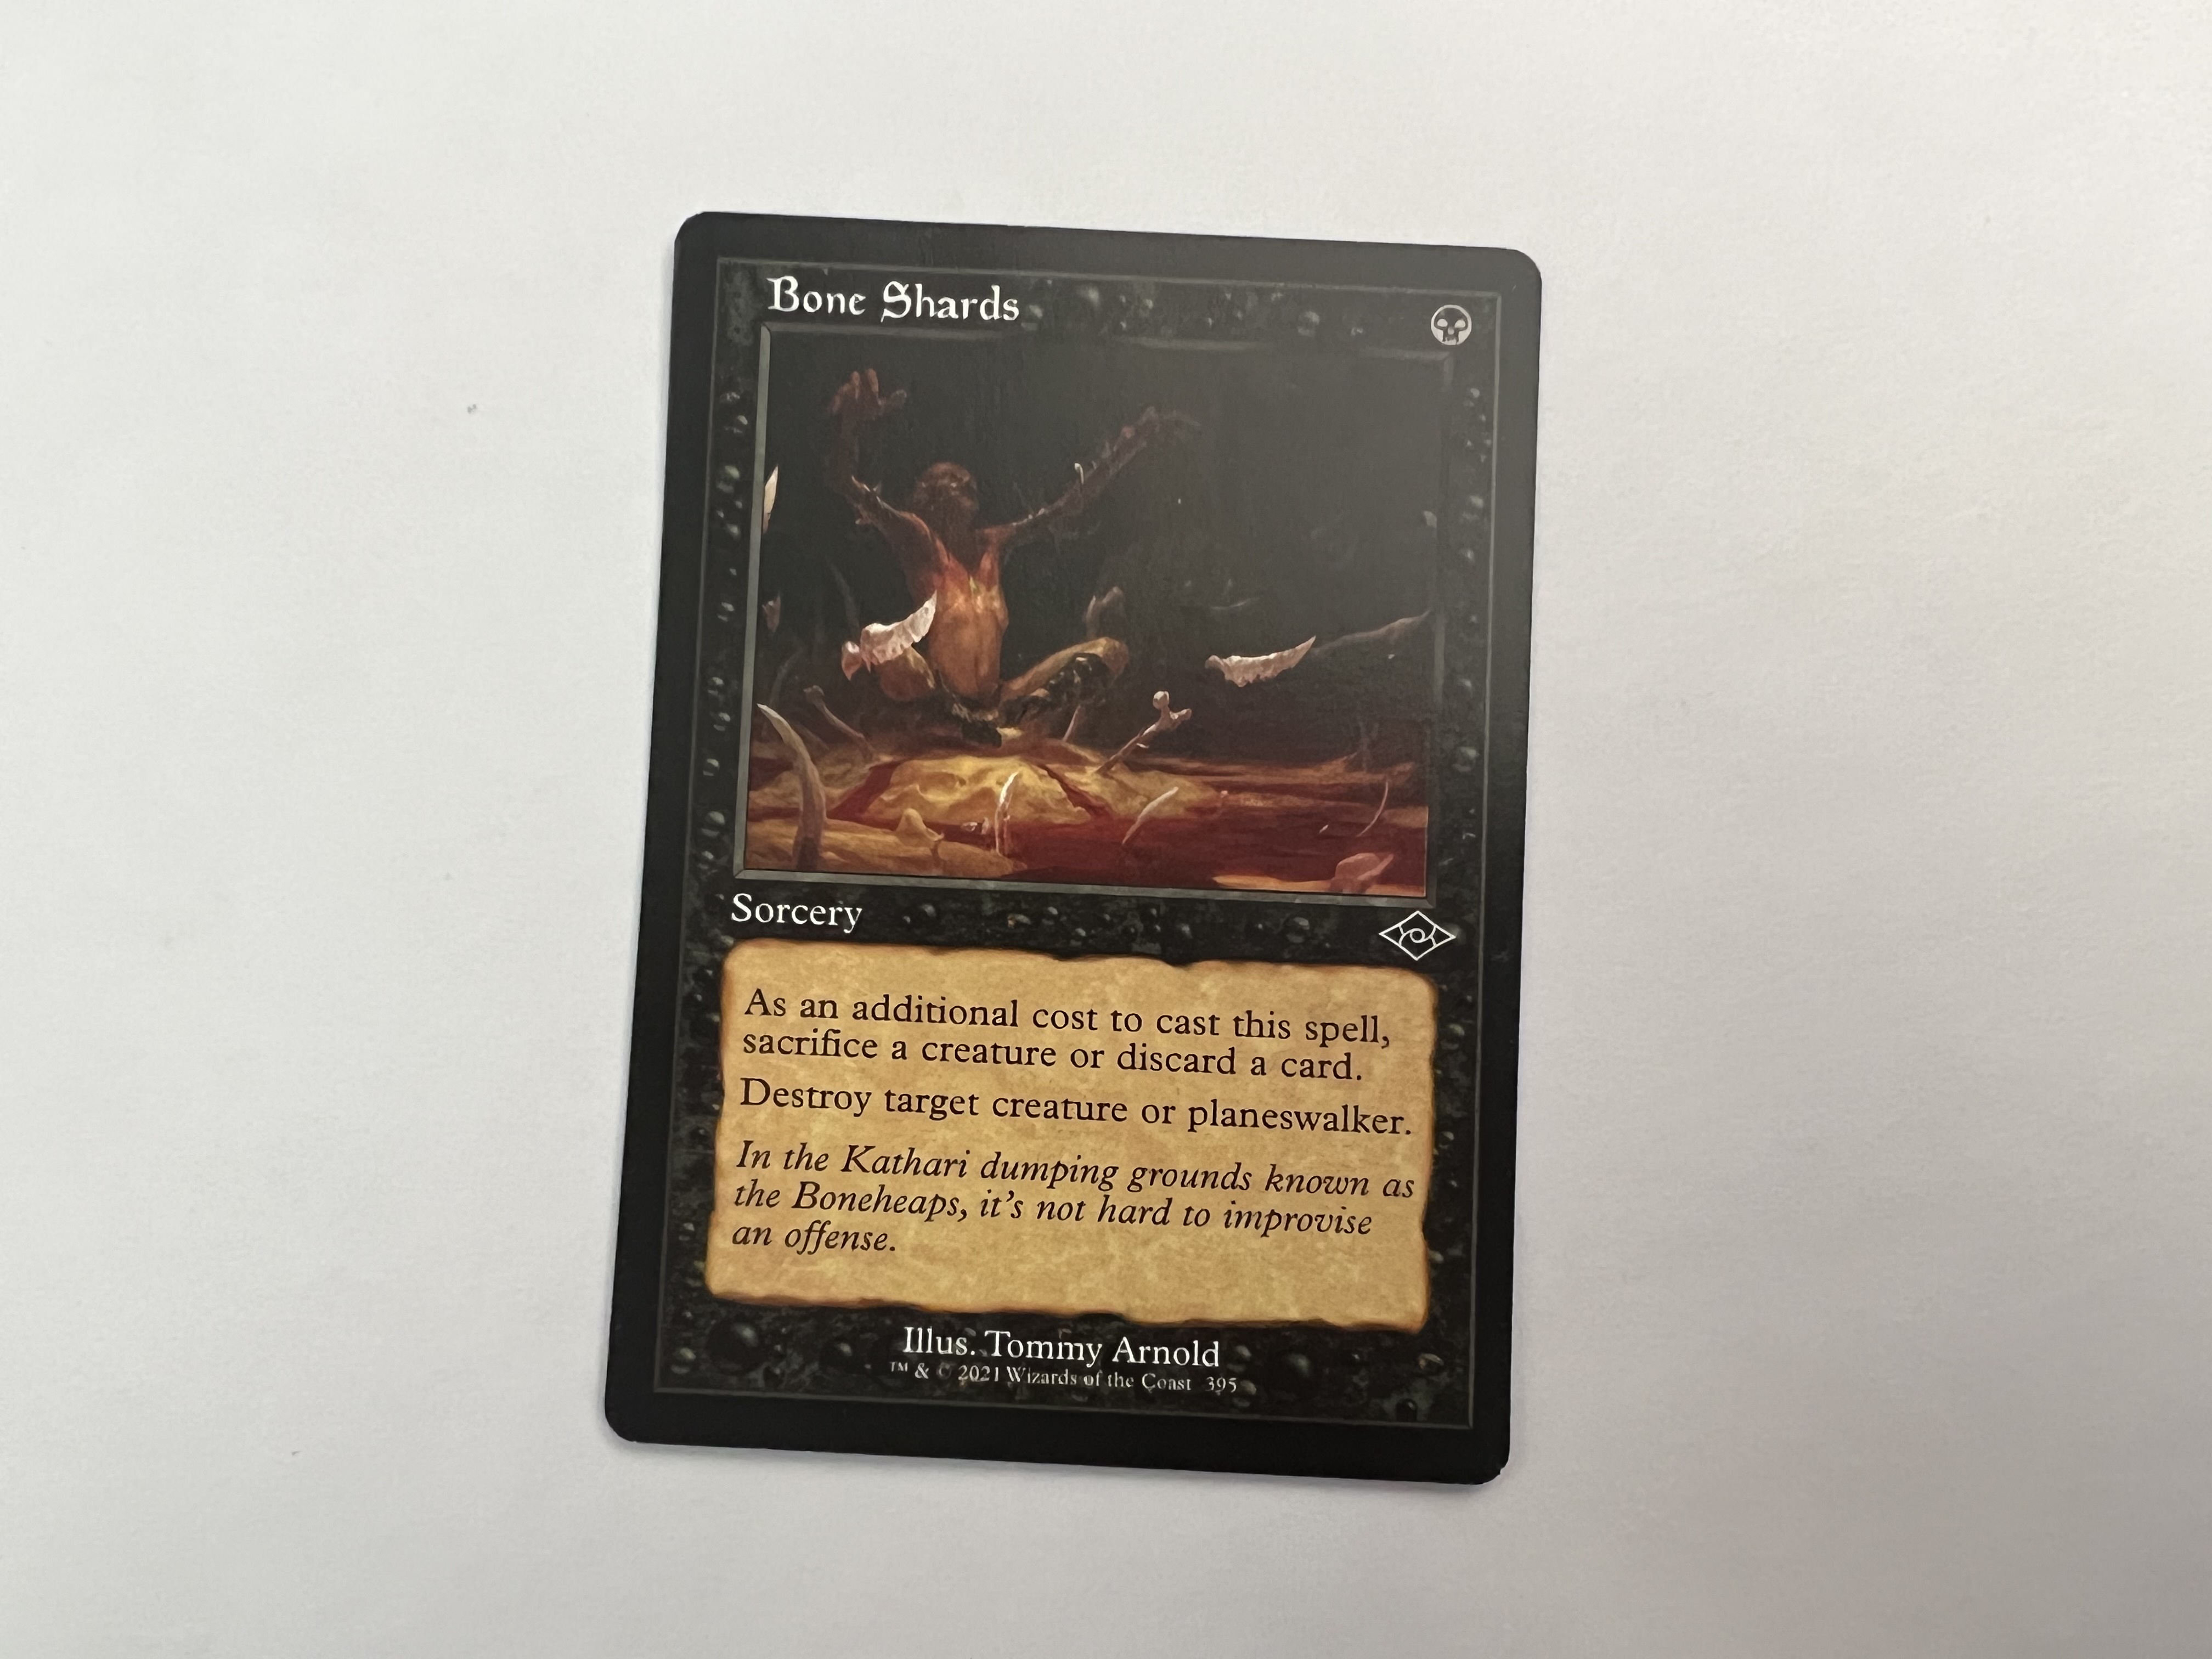 Bone Shards
Sorcery
As an additional cost to cast this spell,
sacrifice a creature or discard a card.
Destroy target creature or planeswalker.
In the Kathari dumping grounds known as
the Boneheaps, it's not hard to improvise
an offense.
Illus. Tommy Arnold
™ & © 2021 Wizards of the Coast 395